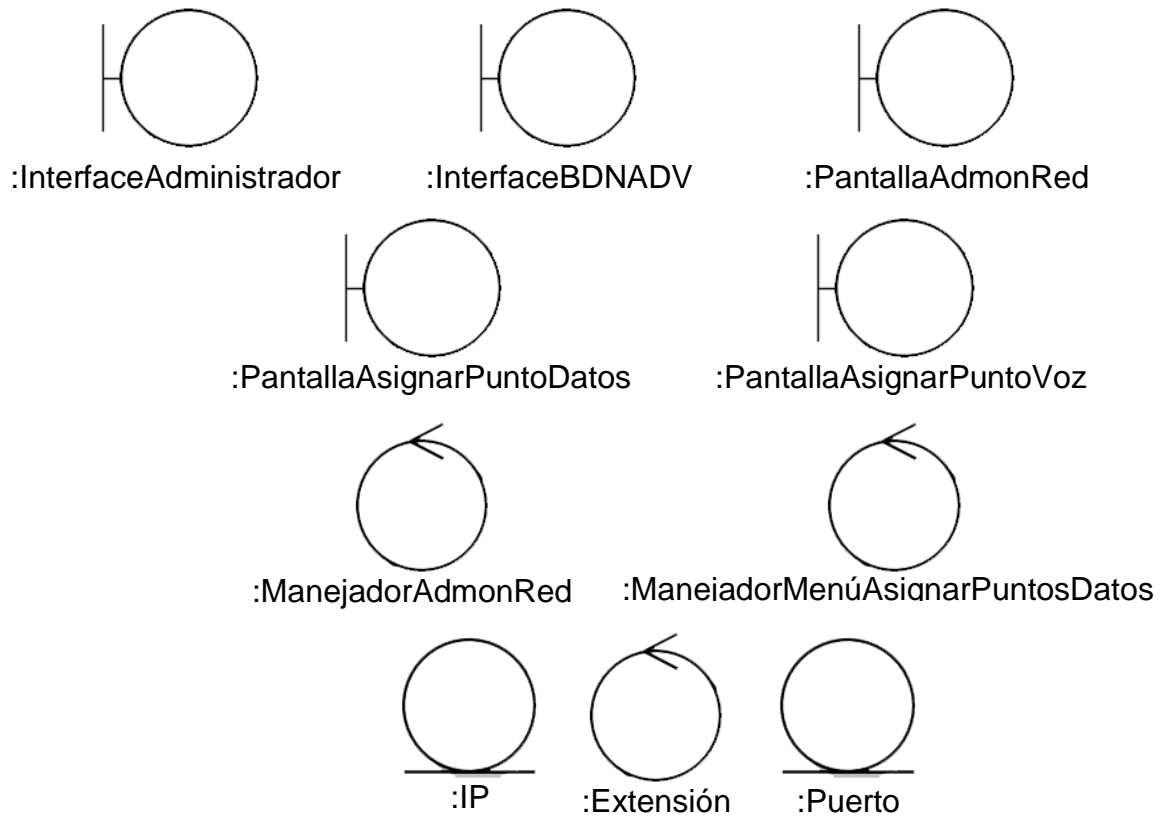 :InterfaceAdministrador :InterfaceBDNADV :PantallaAdmonRed
:PantallaAsignarPuntoDatos :PantallaAsignarPuntoVoz
:ManejadorAdmonRed :ManejadorMenúAsignarPuntosDatos
:IP :Extensión :Puerto